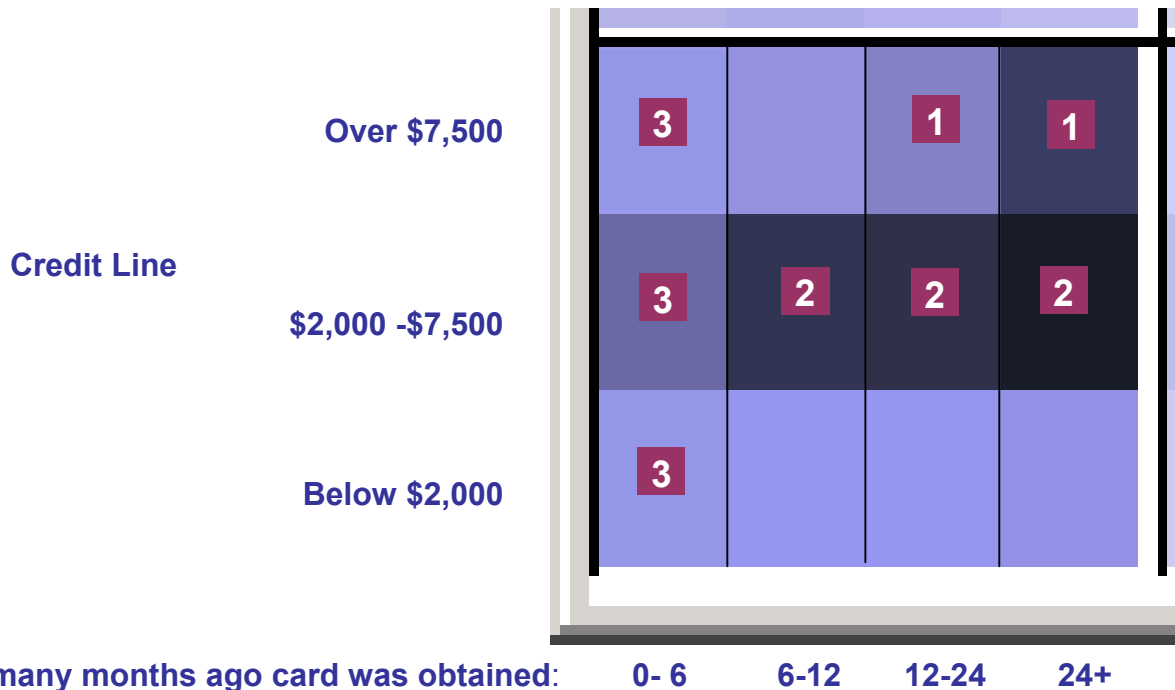 Over $7,500
3
1
1
Credit Line
$2,000 -$7,500
3
2
2
2
Below $2,000
3
many months ago card was obtained: 0- 6 6-12 12-24 24+